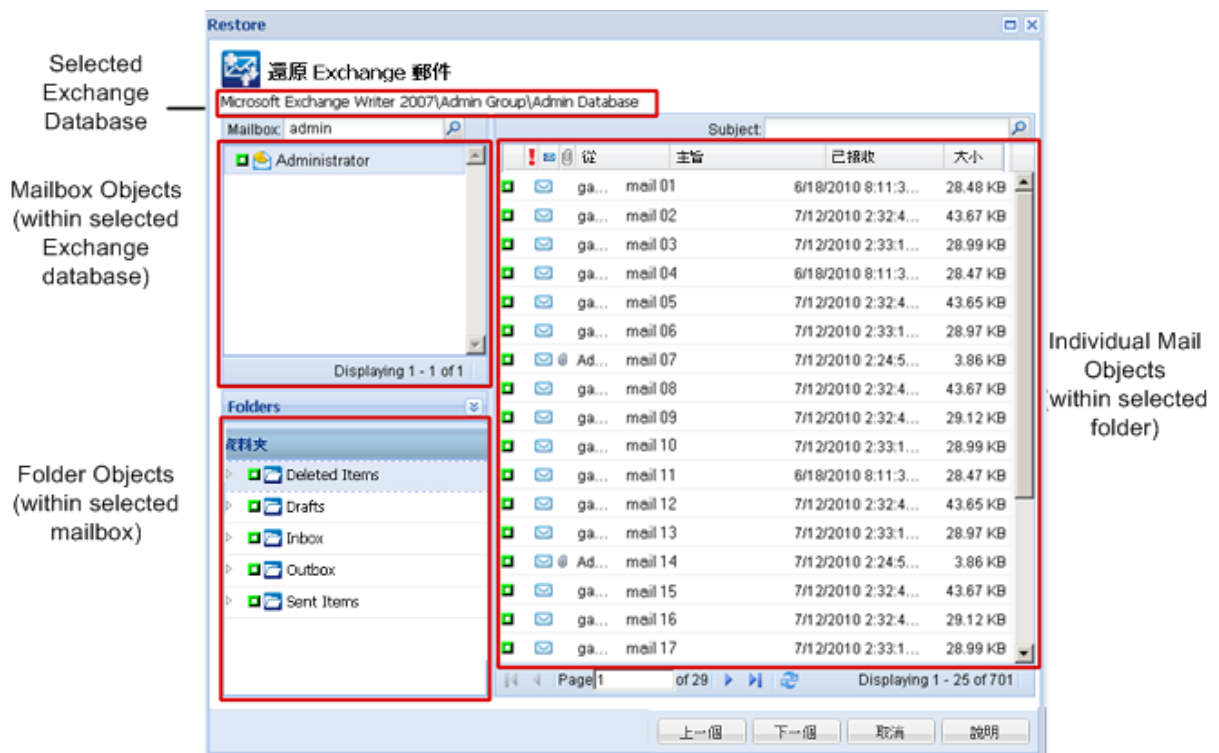 Restore
還原 Exchange 郵件
Selected
Exchange
Database
Microsoft Exchange Writer 2007\Admin Group\Admin Database
Mailbox: admin
Subject:
Mailbox Objects
(within selected
Exchange
database)
Administrator
Displaying 1 - 1 of 1
Folders
資料夾
Folder Objects
(within selected
mailbox)
Deleted Items
Drafts
Inbox
Outbox
Sent Items
從 主旨 已接收 大小
ga... mail 01 6/18/2010 8:11:3... 28.48 KB
ga... mail 02 7/12/2010 2:32:4... 43.67 KB
ga... mail 03 7/12/2010 2:33:1... 28.99 KB
ga... mail 04 6/18/2010 8:11:3... 28.47 KB
ga... mail 05 7/12/2010 2:32:4... 43.65 KB
ga... mail 06 7/12/2010 2:33:1... 28.97 KB
Ad... mail 07 7/12/2010 2:24:5... 3.86 KB
ga... mail 08 7/12/2010 2:32:4... 43.67 KB
ga... mail 09 7/12/2010 2:32:4... 29.12 KB
ga... mail 10 7/12/2010 2:33:1... 28.99 KB
ga... mail 11 6/18/2010 8:11:3... 28.47 KB
ga... mail 12 7/12/2010 2:32:4... 43.65 KB
ga... mail 13 7/12/2010 2:33:1... 28.97 KB
Ad... mail 14 7/12/2010 2:24:5... 3.86 KB
ga... mail 15 7/12/2010 2:32:4... 43.67 KB
ga... mail 16 7/12/2010 2:32:4... 29.12 KB
ga... mail 17 7/12/2010 2:33:1... 28.99 KB
Individual Mail
Objects
(within selected
folder)
Page 1 of 29 Displaying 1 - 25 of 701
上一個 下一個 取消 說明